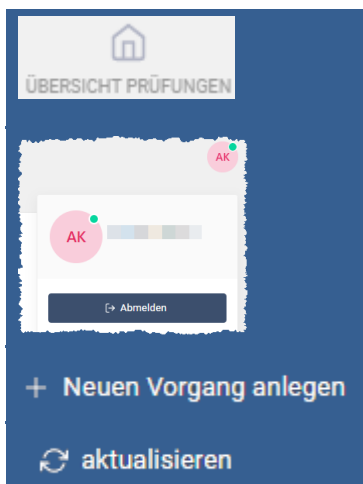 ÜBERSICHT PRÜFUNGEN
AK
AK
Abmelden
+ Neuen Vorgang anlegen
aktualisieren